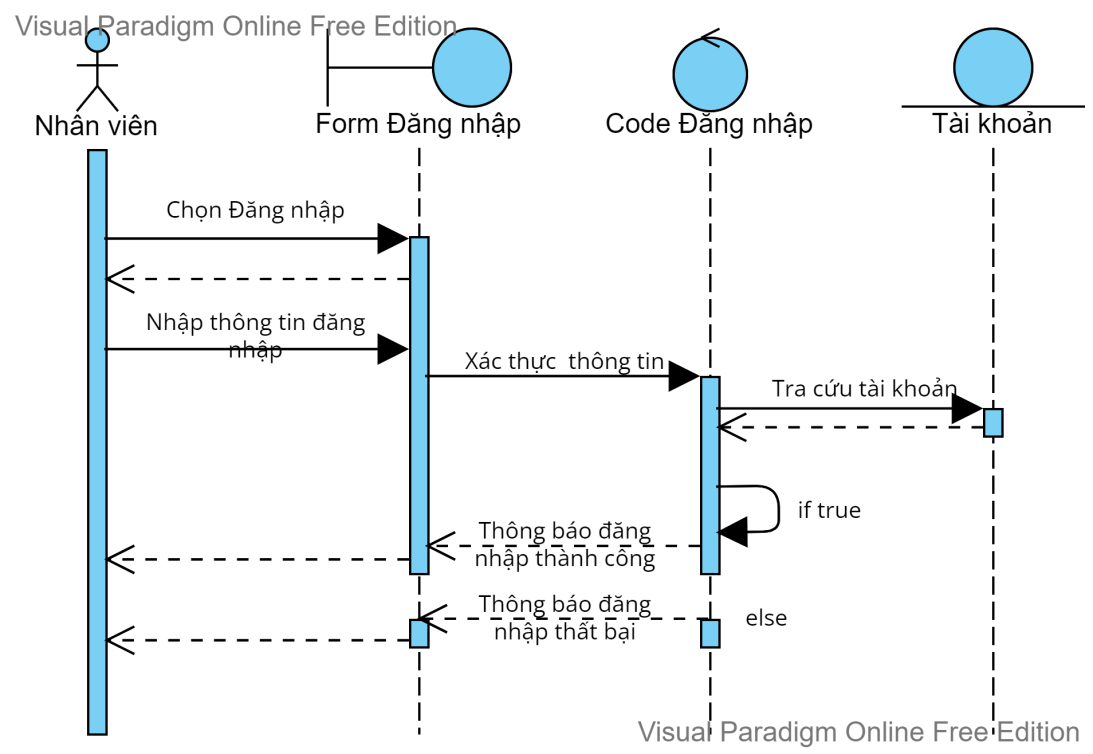 Visual Paradigm Online Free Edition
Nhân viên
Form Đăng nhập
Code Đăng nhập
Tài khoản
Chọn Đăng nhập
Nhập thông tin đăng
nhập
Xác thực thông tin
Tra cứu tài khoản
if true
Thông báo đăng
nhập thành công
Thông báo đăng
nhập thất bại
else
Visual Paradigm Online Free Edition